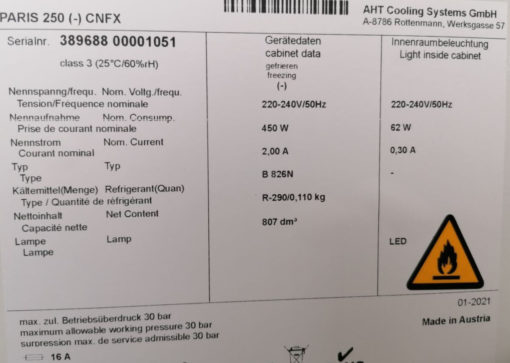 PARIS 250 (-) CNFX
AHT Cooling Systems GmbH
A-8786 Rottenmann, Werksgasse 57
Serialnr. 389688 00001051
class 3 (25°C/60%rH)
Gerätedaten
cabinet data
gefrieren
freezing
(-)
Innenraumbeleuchtung
Light inside cabinet
Nennspanng/frequ. Nom. Voltg./frequ.
Tension/Fréquence nominale 220-240V/50Hz 220-240V/50Hz
Nennaufnahme Nom. Consump.
Prise de courant nominale 450 W 62 W
Nennstrom Nom. Current
Courant nominal 2,00 A 0,30 A
Typ Typ
Type B 826N -
Kältemittel(Menge) Refrigerant(Quan)
Type / Quantité de réfrigérant R-290/0,110 kg
Nettoinhalt Net Content
Capacité nette 807 dm³
Lampe Lamp
Lampe LED
01-2021
Made in Austria
max. zul. Betriebsüberdruck 30 bar
maximum allowable working pressure 30 bar
surpression max. de service admissible 30 bar
16 A